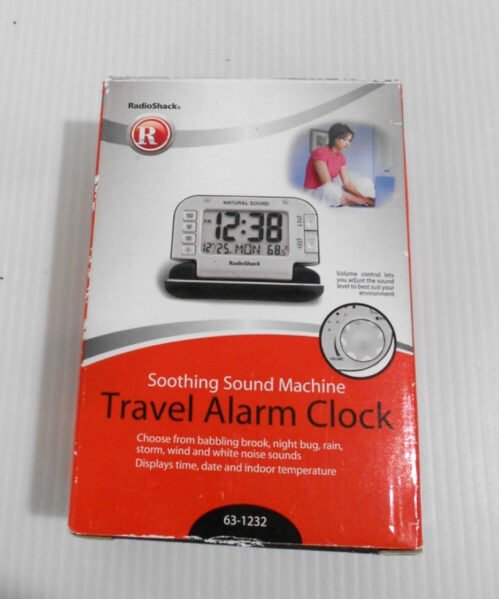 RadioShack®
R
NATURAL SOUND
12:38
12/25. MON 68
RadioShack
Volume control lets
you adjust the sound
level to best suit your
environment
VOLUME
Soothing Sound Machine
Travel Alarm Clock
Choose from babbling brook, night bug, rain,
storm, wind and white noise sounds
Displays time, date and indoor temperature
63-1232